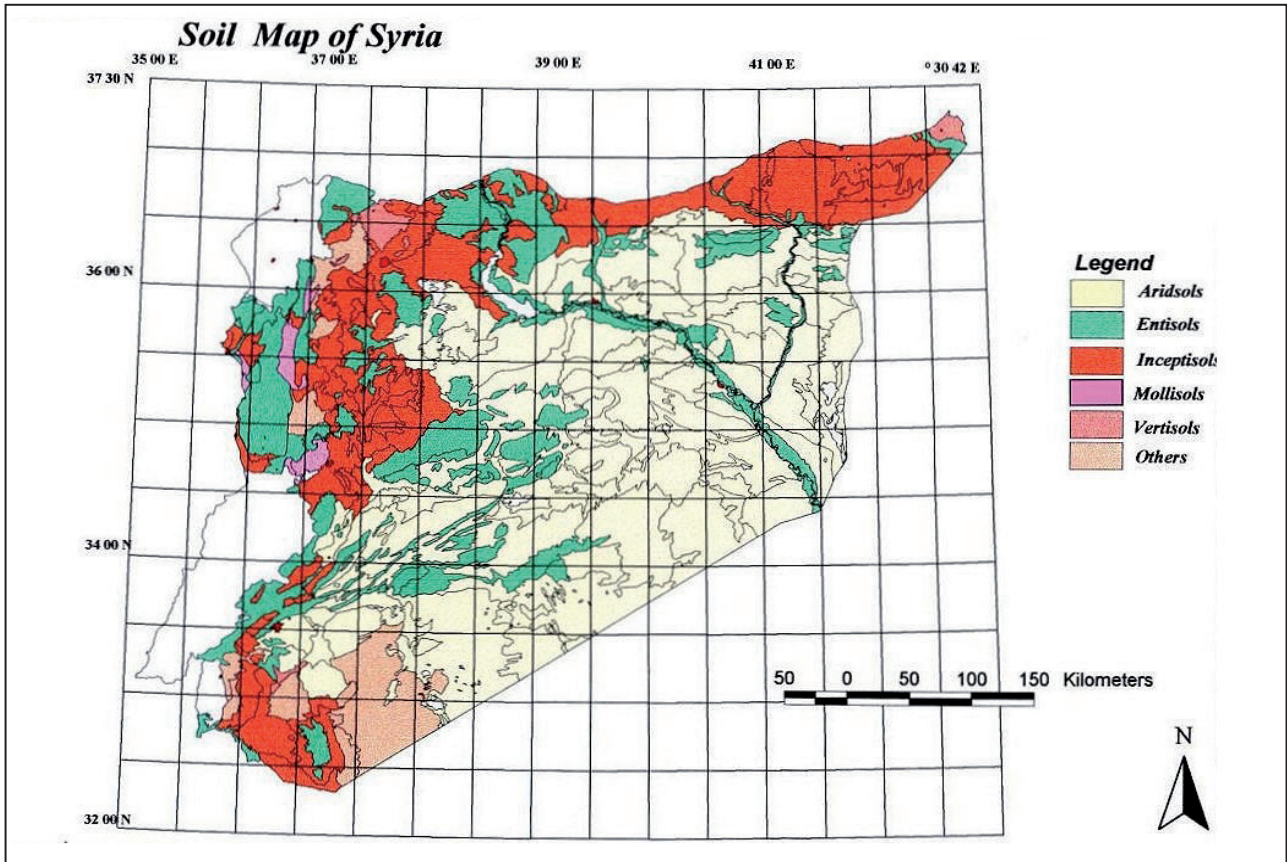 Soil Map of Syria
35 00 E 37 00 E 39 00 E 41 00 E ° 30 42 E
37 30 N
36 00 N
34 00 N
32 00 N
Legend
Aridsols
Entisols
Inceptisols
Mollisols
Vertisols
Others
50 0 50 100 150 Kilometers
N